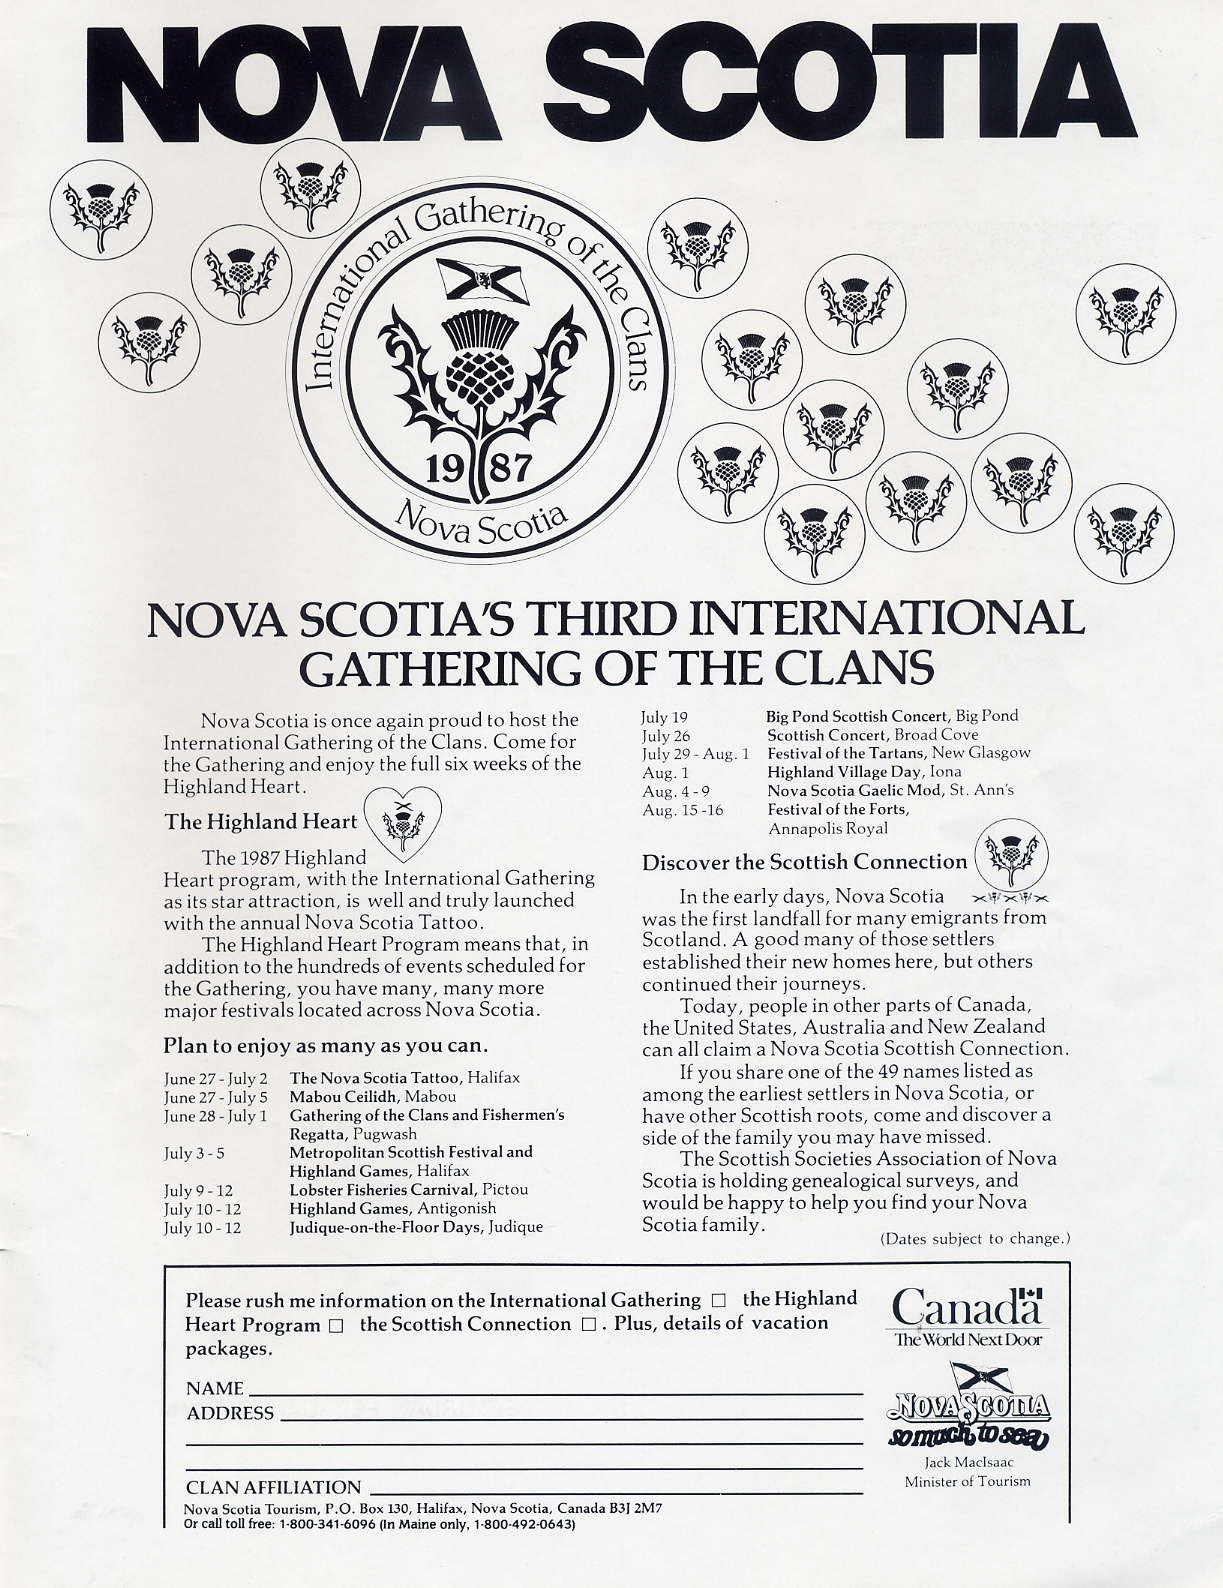 NOVA SCOTIA
International Gathering of the Clans
1987
Nova Scotia
NOVA SCOTIA'S THIRD INTERNATIONAL
GATHERING OF THE CLANS
Nova Scotia is once again proud to host the
International Gathering of the Clans. Come for
the Gathering and enjoy the full six weeks of the
Highland Heart.
The Highland Heart
The 1987 Highland
Heart program, with the International Gathering
as its star attraction, is well and truly launched
with the annual Nova Scotia Tattoo.
The Highland Heart Program means that, in
addition to the hundreds of events scheduled for
the Gathering, you have many, many more
major festivals located across Nova Scotia.
Plan to enjoy as many as you can.
June 27 - July 2 The Nova Scotia Tattoo, Halifax
June 27 - July 5 Mabou Ceilidh, Mabou
June 28 - July 1 Gathering of the Clans and Fishermen's
Regatta, Pugwash
July 3 - 5 Metropolitan Scottish Festival and
Highland Games, Halifax
July 9 - 12 Lobster Fisheries Carnival, Pictou
July 10 - 12 Highland Games, Antigonish
July 10 - 12 Judique-on-the-Floor Days, Judique
July 19 Big Pond Scottish Concert, Big Pond
July 26 Scottish Concert, Broad Cove
July 29 - Aug. 1 Festival of the Tartans, New Glasgow
Aug. 1 Highland Village Day, Iona
Aug. 4 - 9 Nova Scotia Gaelic Mod, St. Ann's
Aug. 15 -16 Festival of the Forts,
Annapolis Royal
Discover the Scottish Connection
In the early days, Nova Scotia
was the first landfall for many emigrants from
Scotland. A good many of those settlers
established their new homes here, but others
continued their journeys.
Today, people in other parts of Canada,
the United States, Australia and New Zealand
can all claim a Nova Scotia Scottish Connection.
If you share one of the 49 names listed as
among the earliest settlers in Nova Scotia, or
have other Scottish roots, come and discover a
side of the family you may have missed.
The Scottish Societies Association of Nova
Scotia is holding genealogical surveys, and
would be happy to help you find your Nova
Scotia family.
(Dates subject to change.)
Please rush me information on the International Gathering □ the Highland
Heart Program □ the Scottish Connection □. Plus, details of vacation
packages.
NAME
ADDRESS
CLAN AFFILIATION
Nova Scotia Tourism, P.O. Box 130, Halifax, Nova Scotia, Canada B3J 2M7
Or call toll free: 1-800-341-6096 (In Maine only, 1-800-492-0643)
Canada
The World Next Door
NOVA SCOTIA
so much to sea
Jack MacIsaac
Minister of Tourism